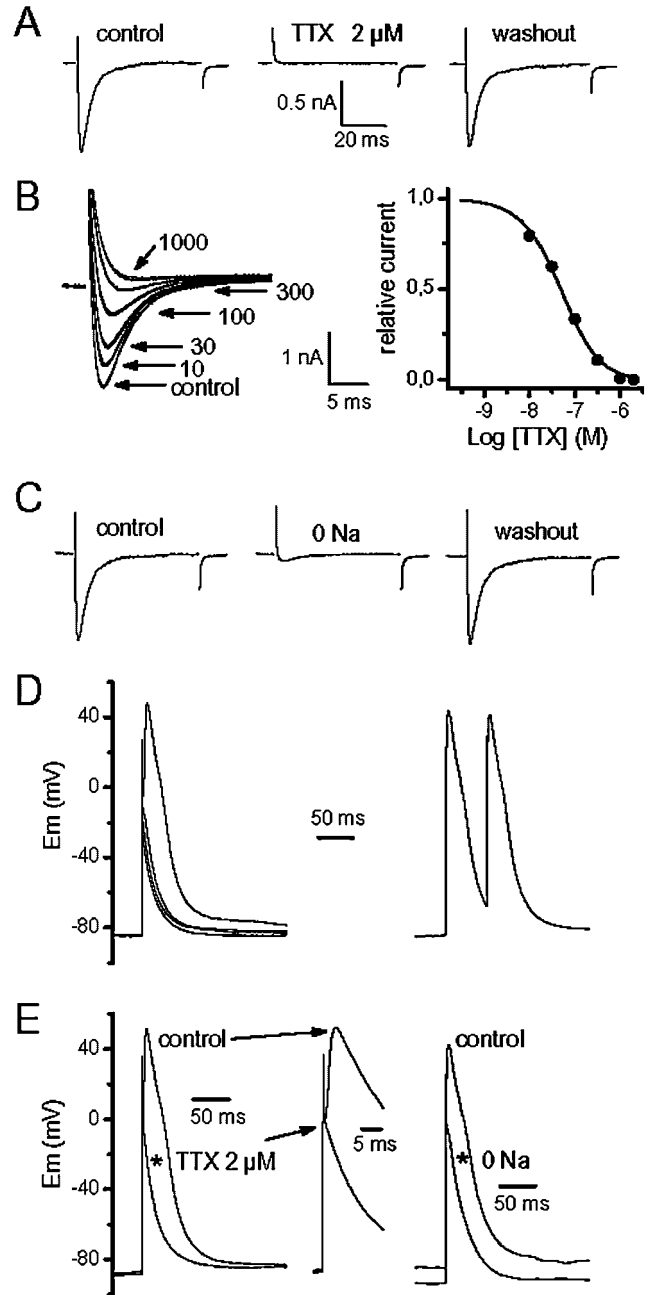 A
control
TTX 2 µM
washout
0.5 nA
20 ms
B
1000
300
100
30
10
control
1 nA
5 ms
relative current
1,0
0,5
0,0
-9 -8 -7 -6
Log [TTX] (M)
C
control
0 Na
washout
D
Em (mV)
40
0
-40
-80
50 ms
E
Em (mV)
40
0
-40
-80
control
50 ms
* TTX 2 µM
5 ms
control
* 0 Na
50 ms